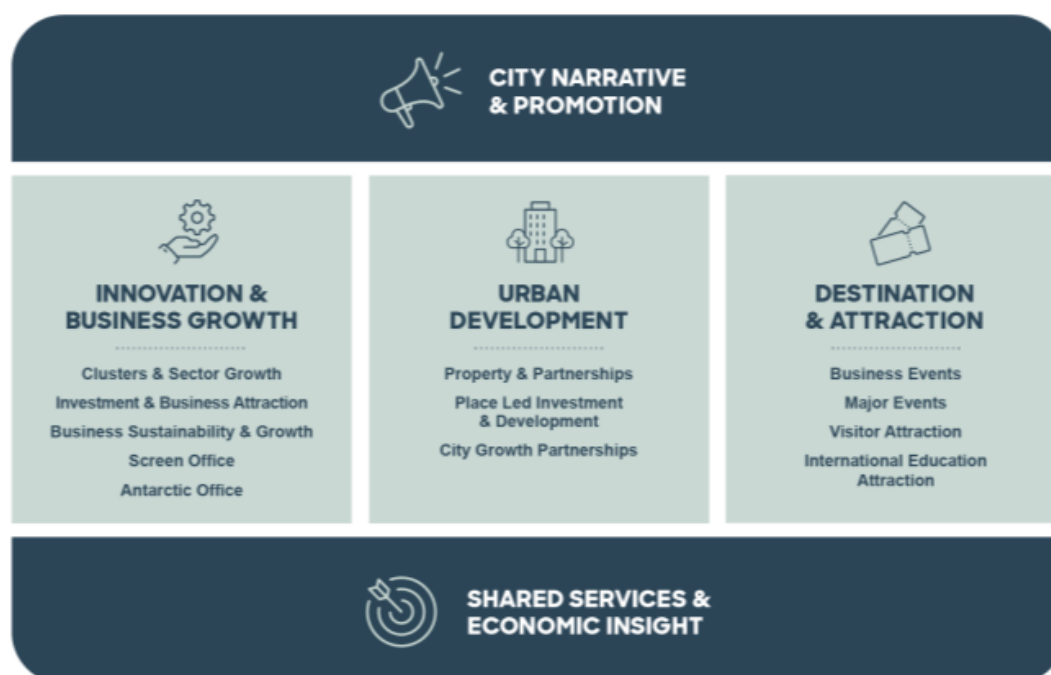 CITY NARRATIVE
& PROMOTION
INNOVATION &
BUSINESS GROWTH
Clusters & Sector Growth
Investment & Business Attraction
Business Sustainability & Growth
Screen Office
Antarctic Office
URBAN
DEVELOPMENT
Property & Partnerships
Place Led Investment
& Development
City Growth Partnerships
DESTINATION
& ATTRACTION
Business Events
Major Events
Visitor Attraction
International Education
Attraction
SHARED SERVICES &
ECONOMIC INSIGHT